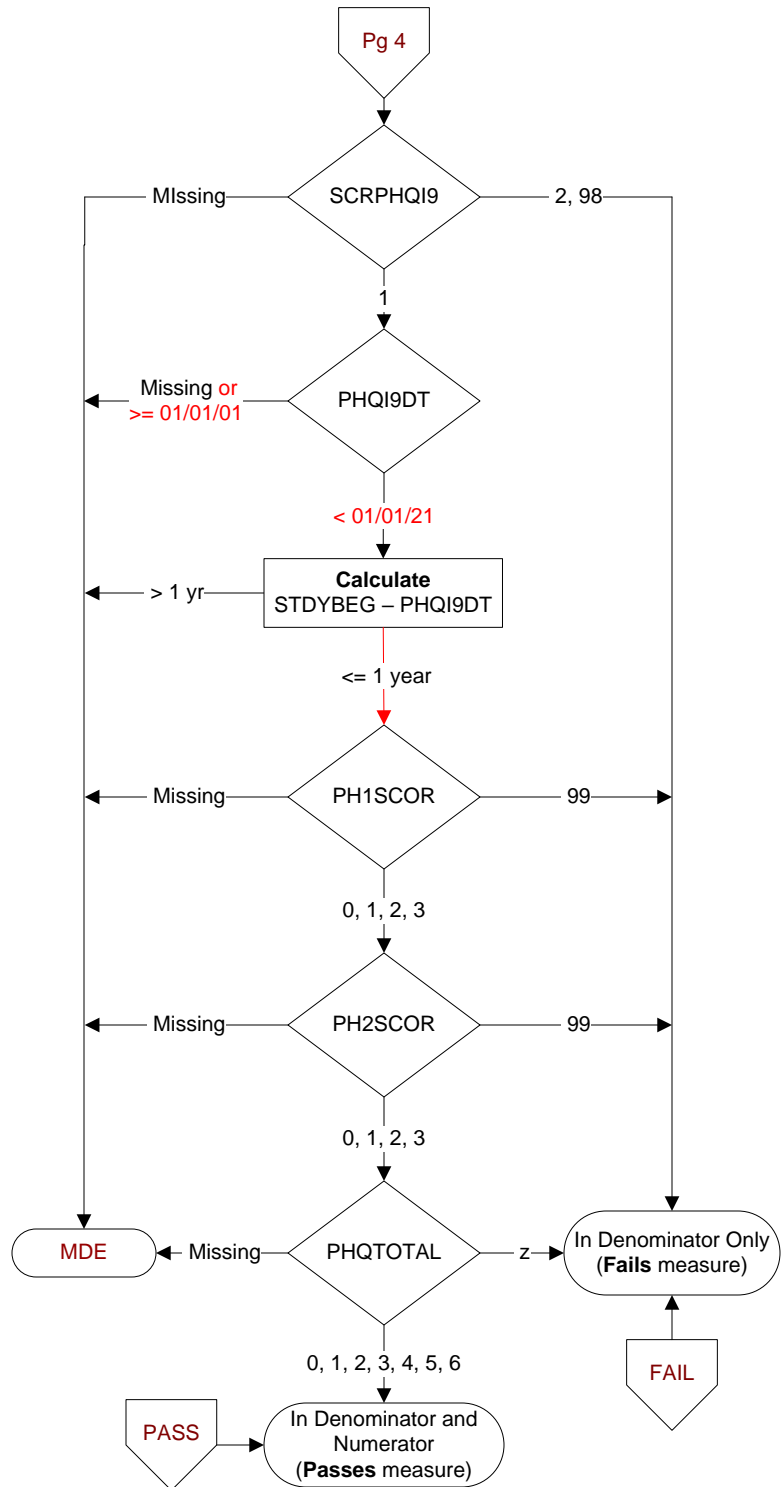 Pg 4
MIssing
SCRPHQI9
2, 98
1
Missing or
>= 01/01/01
PHQI9DT
< 01/01/21
Calculate
STDYBEG – PHQI9DT
> 1 yr
<= 1 year
Missing
PH1SCOR
99
0, 1, 2, 3
Missing
PH2SCOR
99
0, 1, 2, 3
MDE
Missing
PHQTOTAL
z
In Denominator Only
(Fails measure)
0, 1, 2, 3, 4, 5, 6
FAIL
PASS
In Denominator and
Numerator
(Passes measure)